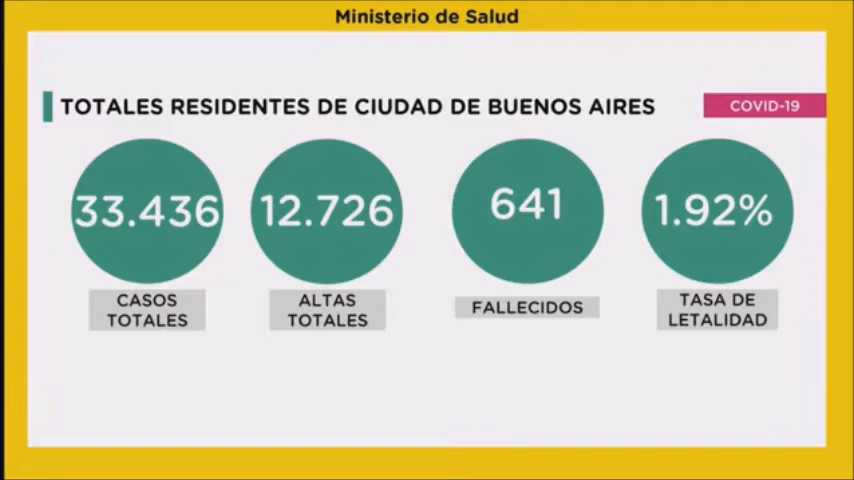 Ministerio de Salud
TOTALES RESIDENTES DE CIUDAD DE BUENOS AIRES
COVID-19
33.436
CASOS
TOTALES
12.726
ALTAS
TOTALES
641
FALLECIDOS
1.92%
TASA DE
LETALIDAD